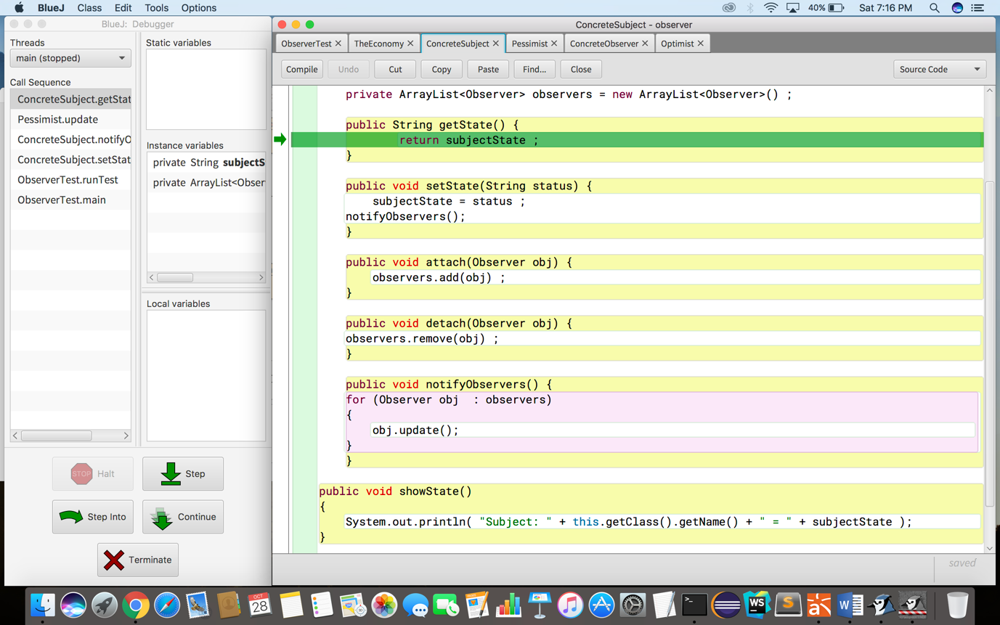 BlueJ Class Edit Tools Options
40% Sat 7:16 PM
BlueJ: Debugger
Threads
main (stopped)
Call Sequence
ConcreteSubject.getStat
Pessimist.update
ConcreteSubject.notifyO
ConcreteSubject.setStat
ObserverTest.runTest
ObserverTest.main
Static variables
Instance variables
private String subjectS
private ArrayList<Obser
Local variables
STOP Halt
Step
Step Into
Continue
Terminate
ConcreteSubject - observer
ObserverTest TheEconomy ConcreteSubject Pessimist ConcreteObserver Optimist
Compile Undo Cut Copy Paste Find... Close Source Code
private ArrayList<Observer> observers = new ArrayList<Observer>() ;
public String getState() {
return subjectState ;
}
public void setState(String status) {
subjectState = status ;
notifyObservers();
}
public void attach(Observer obj) {
observers.add(obj) ;
}
public void detach(Observer obj) {
observers.remove(obj) ;
}
public void notifyObservers() {
for (Observer obj  : observers)
{
obj.update();
}
}
public void showState()
{
System.out.println( "Subject: " + this.getClass().getName() + " = " + subjectState );
}
saved
OCT
28
WS
S
W